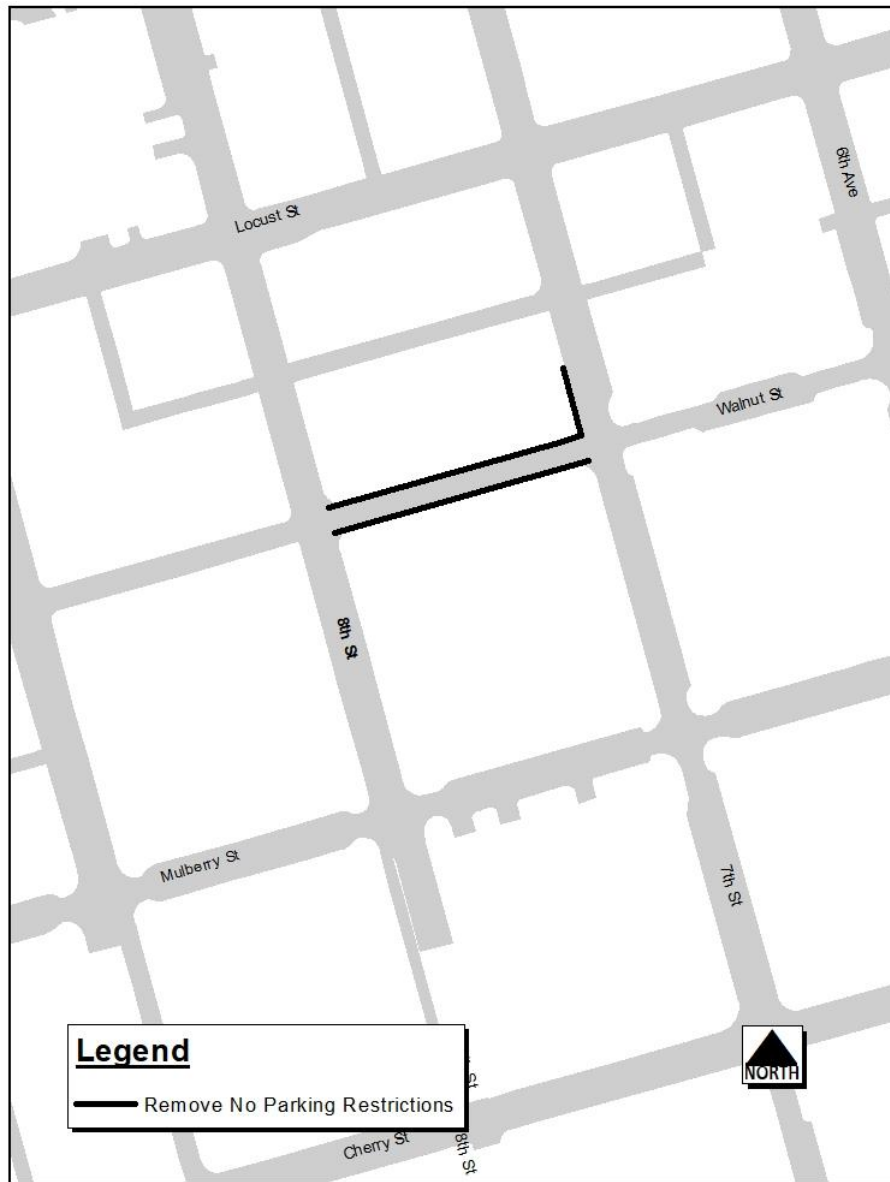 6th Ave
Locust St
Walnut St
8th St
Mulberry St
7th St
Legend
Remove No Parking Restrictions
NORTH
St
Cherry St
8th St